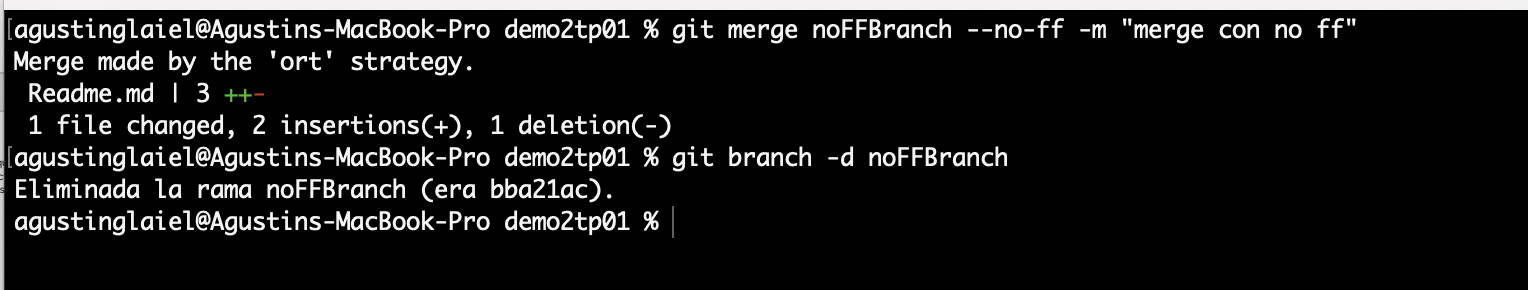 [agustinglaiel@Agustins-MacBook-Pro demo2tp01 % git merge noFFBranch --no-ff -m "merge con no ff"
Merge made by the 'ort' strategy.
 Readme.md | 3 ++-
 1 file changed, 2 insertions(+), 1 deletion(-)
[agustinglaiel@Agustins-MacBook-Pro demo2tp01 % git branch -d noFFBranch
Eliminada la rama noFFBranch (era bba21ac).
agustinglaiel@Agustins-MacBook-Pro demo2tp01 %